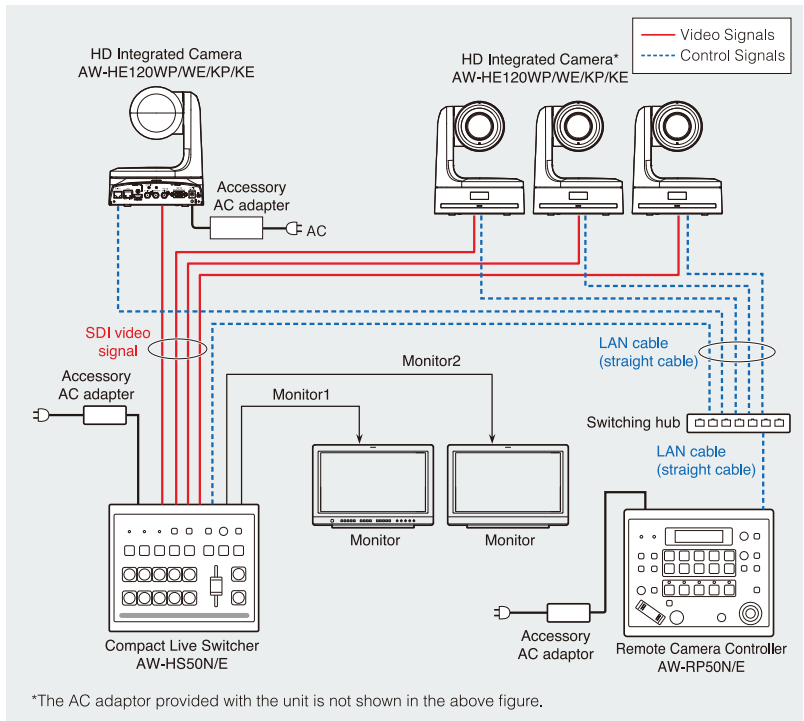 HD Integrated Camera
AW-HE120WP/WE/KP/KE
HD Integrated Camera*
AW-HE120WP/WE/KP/KE
Video Signals
Control Signals
Accessory
AC adapter
AC
SDI video
signal
LAN cable
(straight cable)
Accessory
AC adapter
Monitor2
Monitor1
Switching hub
LAN cable
(straight cable)
Monitor
Monitor
Compact Live Switcher
AW-HS50N/E
Accessory
AC adaptor
Remote Camera Controller
AW-RP50N/E
*The AC adaptor provided with the unit is not shown in the above figure.